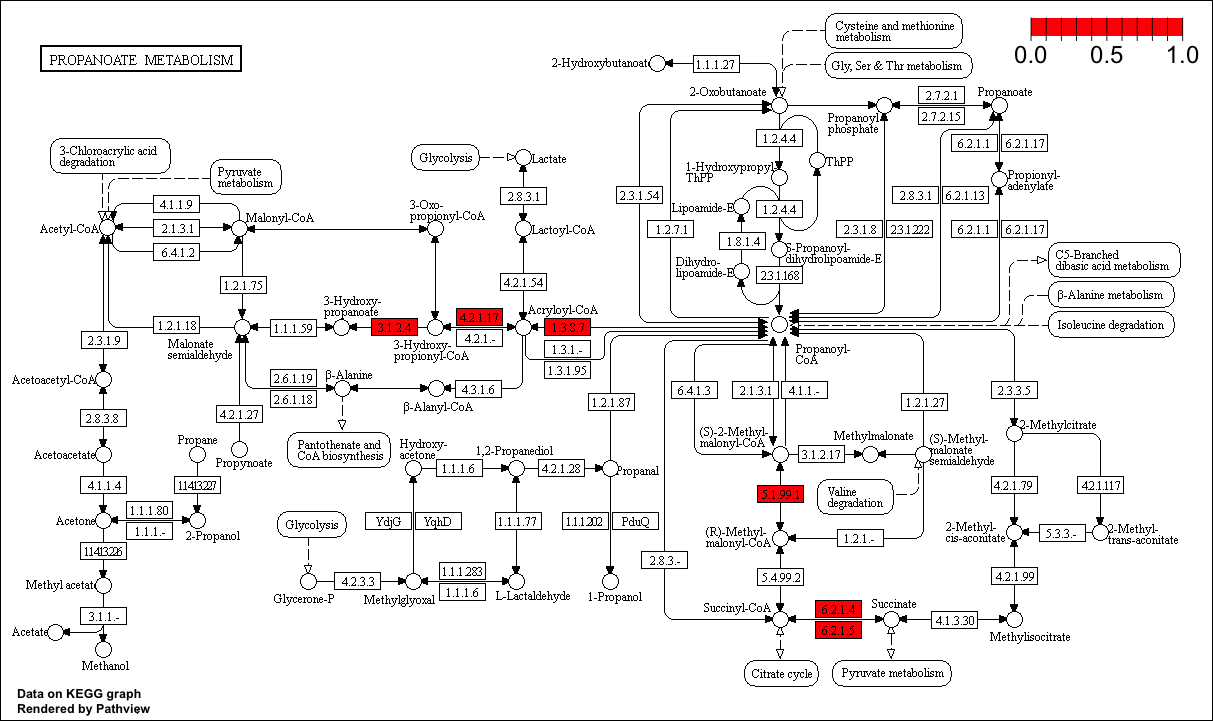 PROPANOATE METABOLISM
0.0 0.5 1.0
Cysteine and methionine
metabolism
Gly, Ser & Thr metabolism
2-Hydroxybutanoate
1.1.1.27
2-Oxobutanoate
Propanoyl
phosphate
2.7.2.1
2.7.2.15
Propanoate
1.2.4.4
1-Hydroxypropyl-
ThPP
ThPP
6.2.1.1
6.2.1.17
Propionyl-
adenylate
2.3.1.54
1.2.7.1
Lipoamide-E
1.2.4.4
1.8.1.4
Dihydro-
lipoamide-E
S-Propanoyl-
dihydrolipoamide-E
2.3.1.168
2.8.3.1
6.2.1.13
2.3.1.8
2.3.1.222
6.2.1.1
6.2.1.17
C5-Branched
dibasic acid metabolism
β-Alanine metabolism
Isoleucine degradation
3-Chloroacrylic acid
degradation
Pyruvate
metabolism
Glycolysis
Lactate
2.8.3.1
Lactoyl-CoA
4.2.1.54
4.1.1.9
2.1.3.1
6.4.1.2
Acetyl-CoA
Malonyl-CoA
3-Oxo-
propionyl-CoA
1.2.1.75
3-Hydroxy-
propanoate
Acryloyl-CoA
1.2.1.18
1.1.1.59
3.1.2.4
4.2.1.17
4.2.1.-
1.3.8.7
1.3.1.-
1.3.1.95
Malonate
semialdehyde
3-Hydroxy-
propionyl-CoA
Propanoyl-
CoA
2.3.1.9
2.6.1.19
2.6.1.18
β-Alanine
4.3.1.6
β-Alanyl-CoA
Acetoacetyl-CoA
4.2.1.27
1.2.1.87
6.4.1.3
2.1.3.1
4.1.1.-
1.2.1.27
2.3.3.5
2.8.3.8
Propane
Propynoate
Pantothenate and
CoA biosynthesis
Hydroxy-
acetone
1,2-Propanediol
Propanal
1.1.1.6
4.2.1.28
(S)-2-Methyl-
malonyl-CoA
Methylmalonate
3.1.2.17
(S)-Methyl-
malonate
semialdehyde
2-Methylcitrate
Acetoacetate
1.14.13.227
4.1.1.4
5.1.99.1
Valine
degradation
4.2.1.79
4.2.1.117
Acetone
1.1.1.80
1.1.1.-
2-Propanol
Glycolysis
YdjG
YqhD
1.1.1.77
1.1.1.202
PduQ
(R)-Methyl-
malonyl-CoA
1.2.1.-
2-Methyl-
cis-aconitate
5.3.3.-
2-Methyl-
trans-aconitate
1.14.13.226
2.8.3.-
5.4.99.2
4.2.1.99
Methyl acetate
Glycerone-P
4.2.3.3
Methylglyoxal
1.1.1.283
1.1.1.6
L-Lactaldehyde
1-Propanol
3.1.1.-
Acetate
Methanol
Succinyl-CoA
6.2.1.4
6.2.1.5
Succinate
4.1.3.30
Methylisocitrate
Citrate cycle
Pyruvate metabolism
Data on KEGG graph
Rendered by Pathview